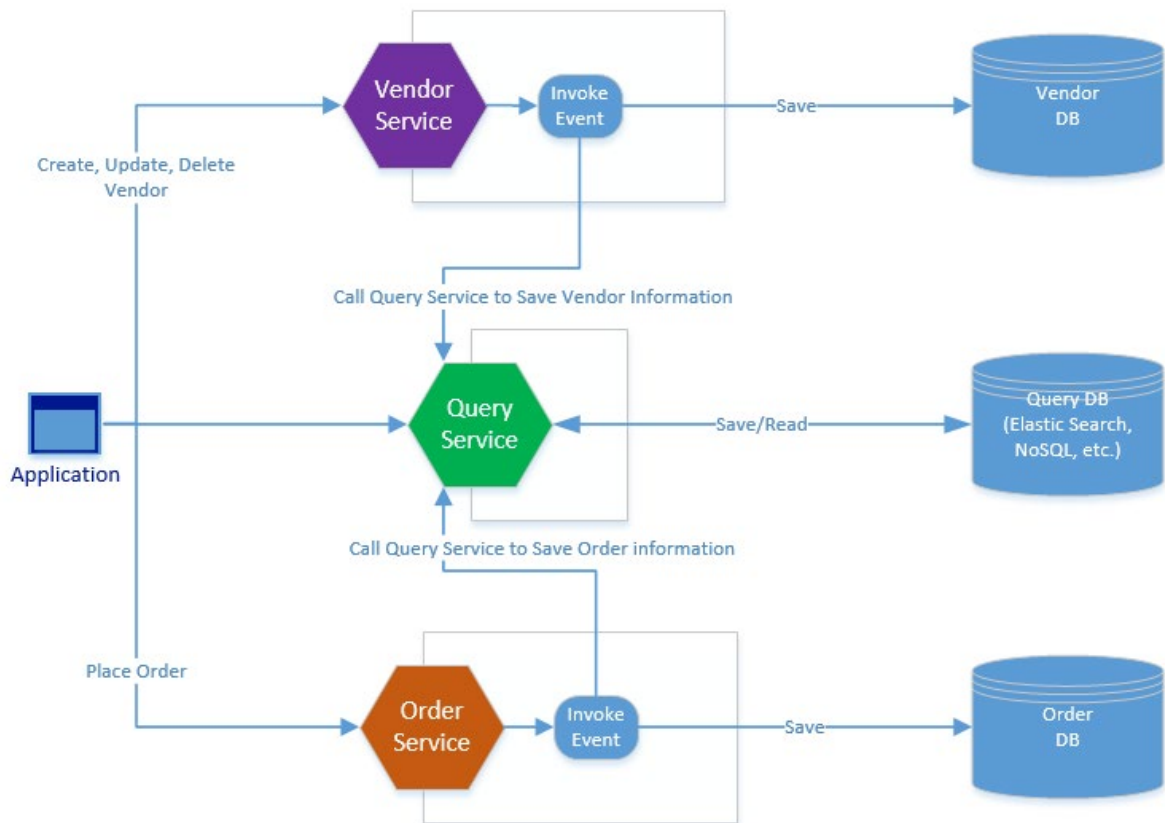 Vendor
Service
Invoke
Event
Save
Vendor
DB
Create, Update, Delete
Vendor
Call Query Service to Save Vendor Information
Application
Query
Service
Save/Read
Query DB
(Elastic Search,
NoSQL, etc.)
Call Query Service to Save Order information
Place Order
Order
Service
Invoke
Event
Save
Order
DB